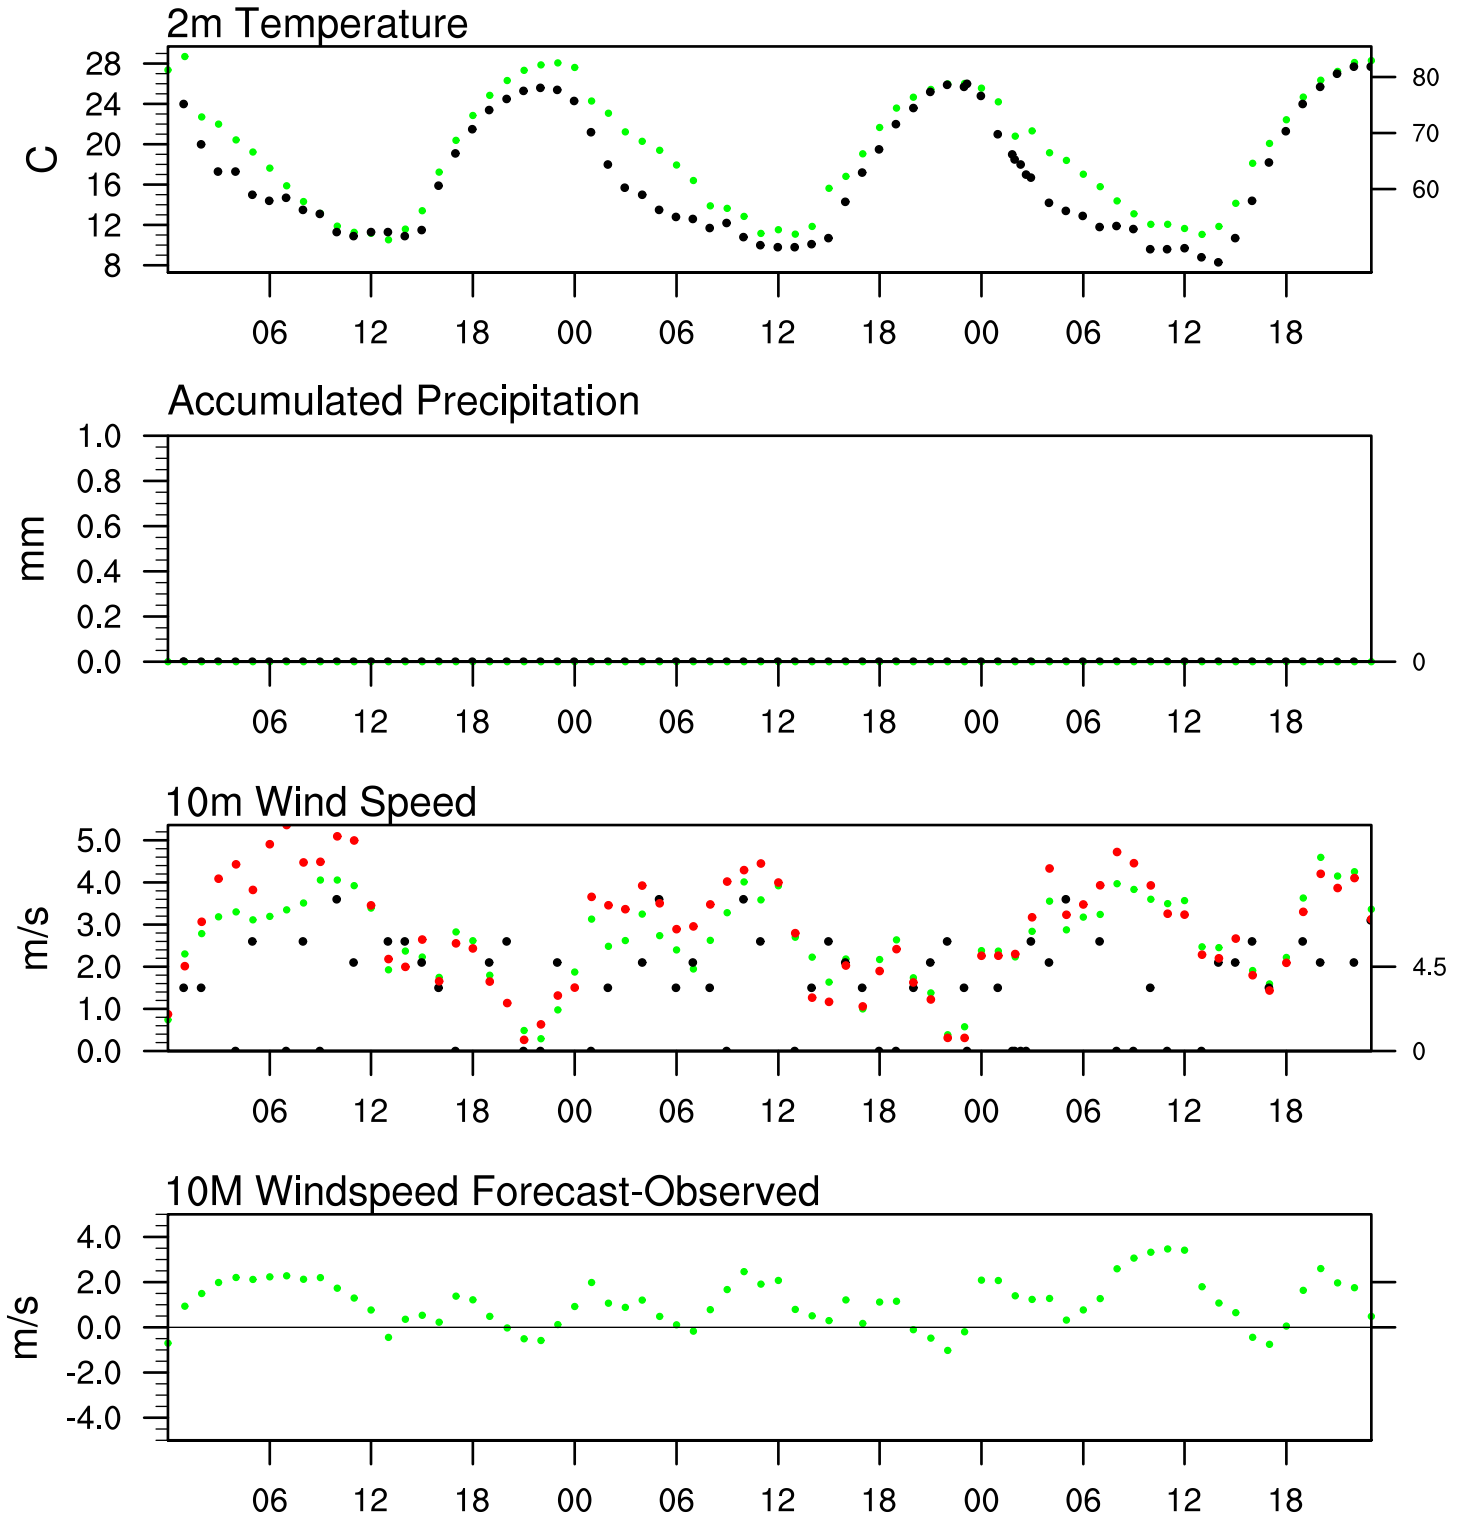 2m Temperature
28
24
20
16
12
8
C
80
70
60
06 12 18 00 06 12 18 00 06 12 18
Accumulated Precipitation
1.0
0.8
0.6
0.4
0.2
0.0
mm
0
06 12 18 00 06 12 18 00 06 12 18
10m Wind Speed
5.0
4.0
3.0
2.0
1.0
0.0
m/s
4.5
0
06 12 18 00 06 12 18 00 06 12 18
10M Windspeed Forecast-Observed
4.0
2.0
0.0
-2.0
-4.0
m/s
06 12 18 00 06 12 18 00 06 12 18